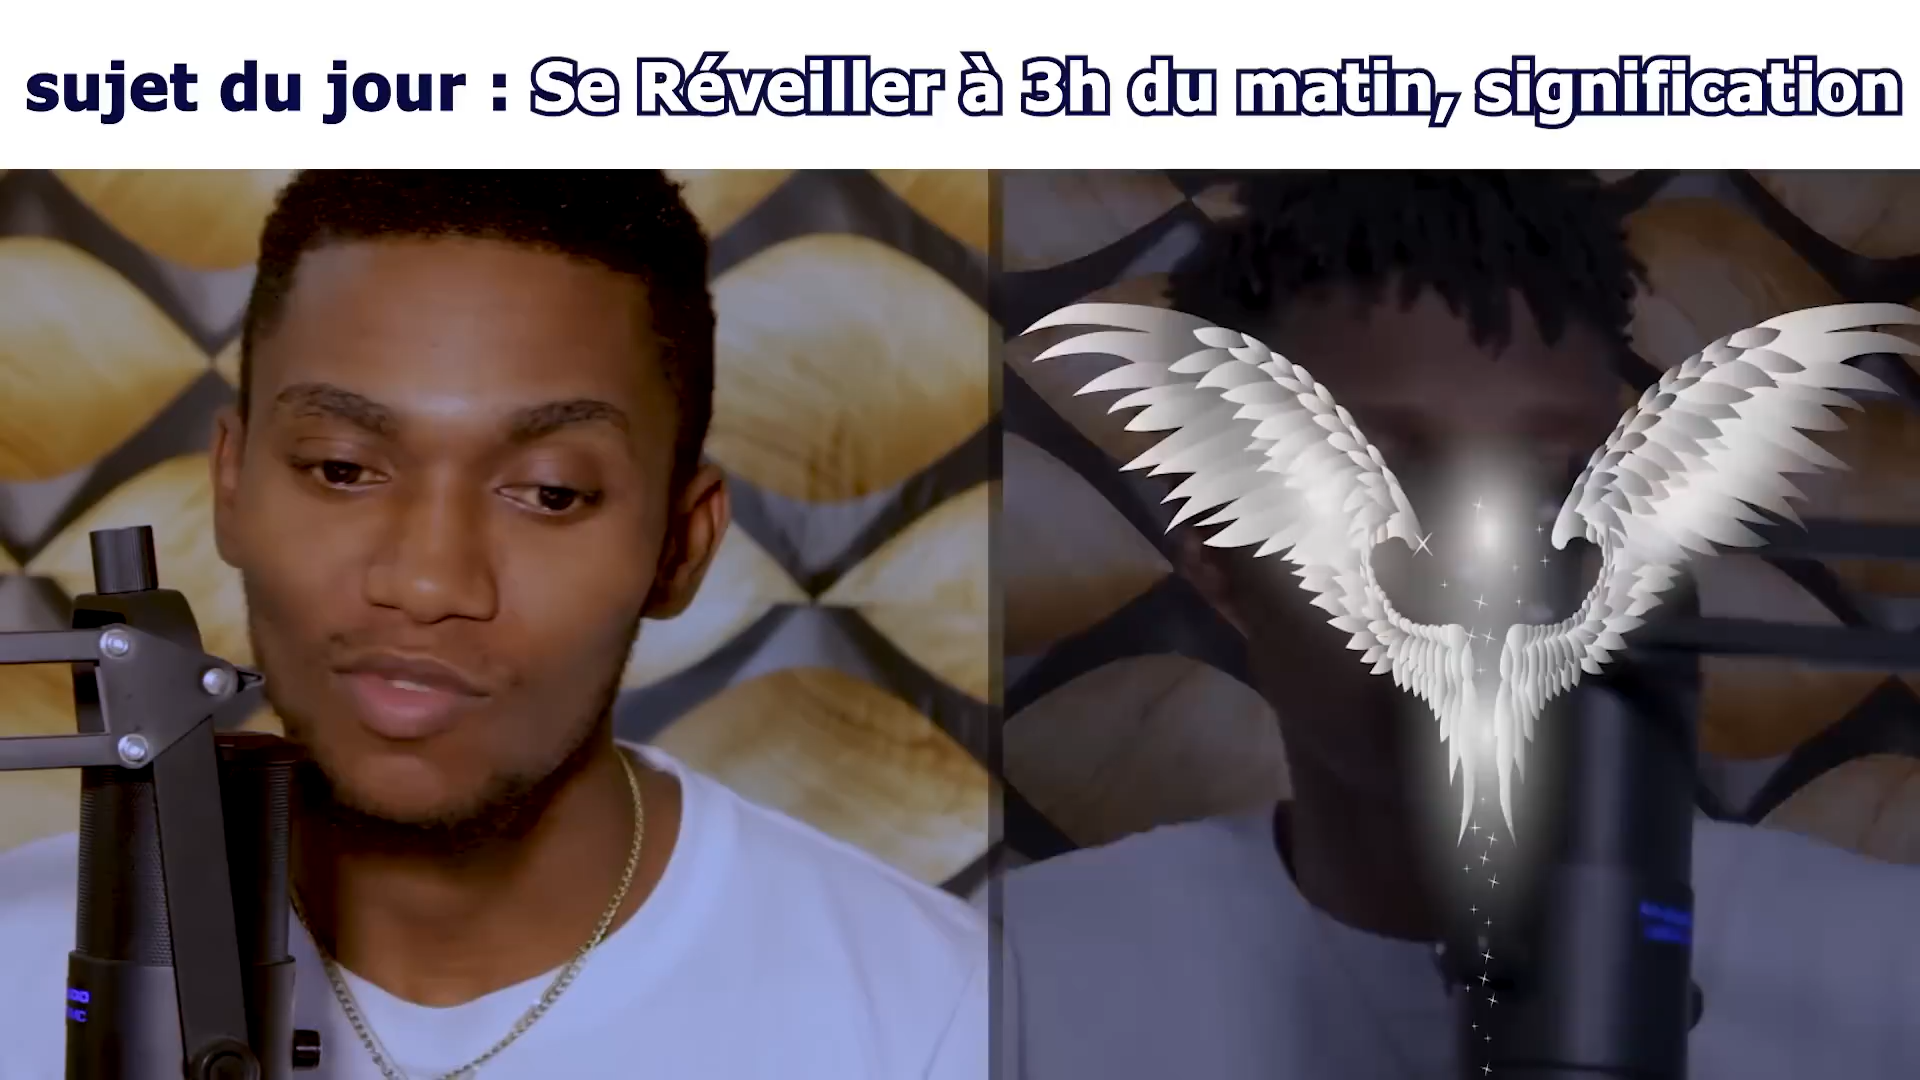 sujet du jour : Se Réveiller à 3h du matin, signification